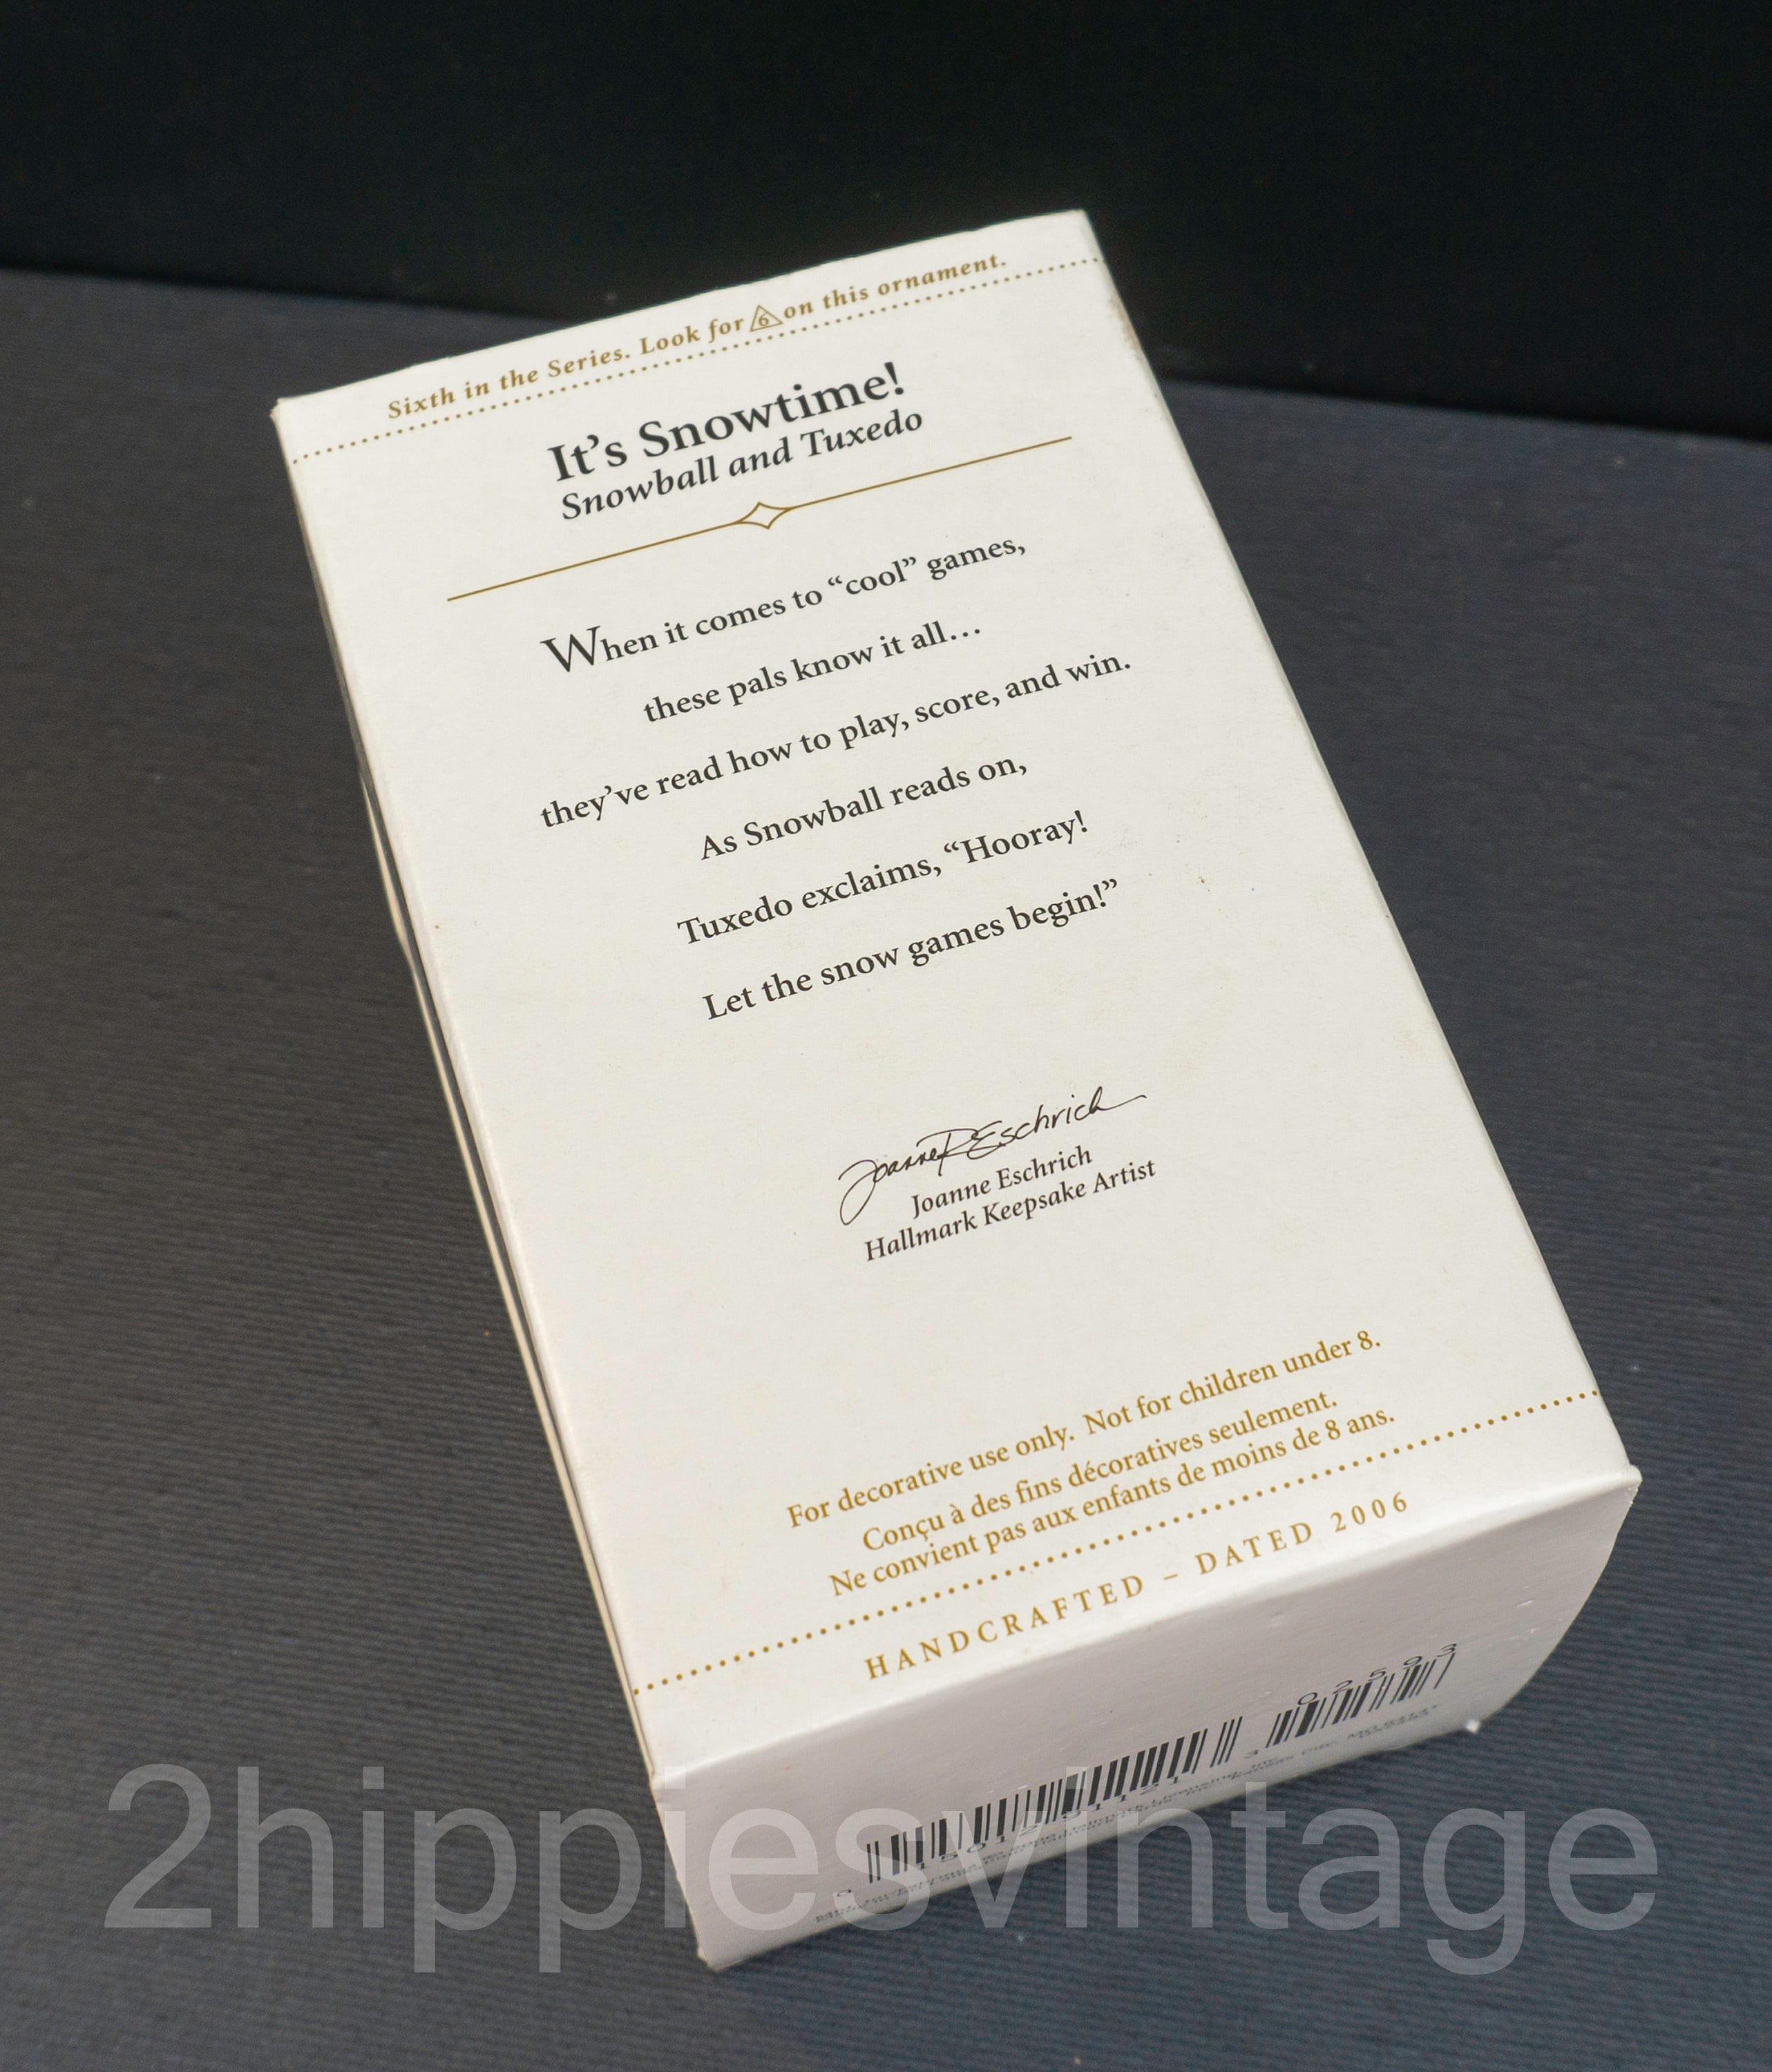 Sixth in the Series. Look for 6 on this ornament.
It's Snowtime!
Snowball and Tuxedo
When it comes to “cool” games,
these pals know it all...
they've read how to play, score, and win.
As Snowball reads on,
Tuxedo exclaims, “Hooray!
Let the snow games begin!”
Joanne R Eschrich
Joanne Eschrich
Hallmark Keepsake Artist
For decorative use only. Not for children under 8.
Conçu à des fins décoratives seulement.
Ne convient pas aux enfants de moins de 8 ans.
HANDCRAFTED – DATED 2006
2hippiesvintage